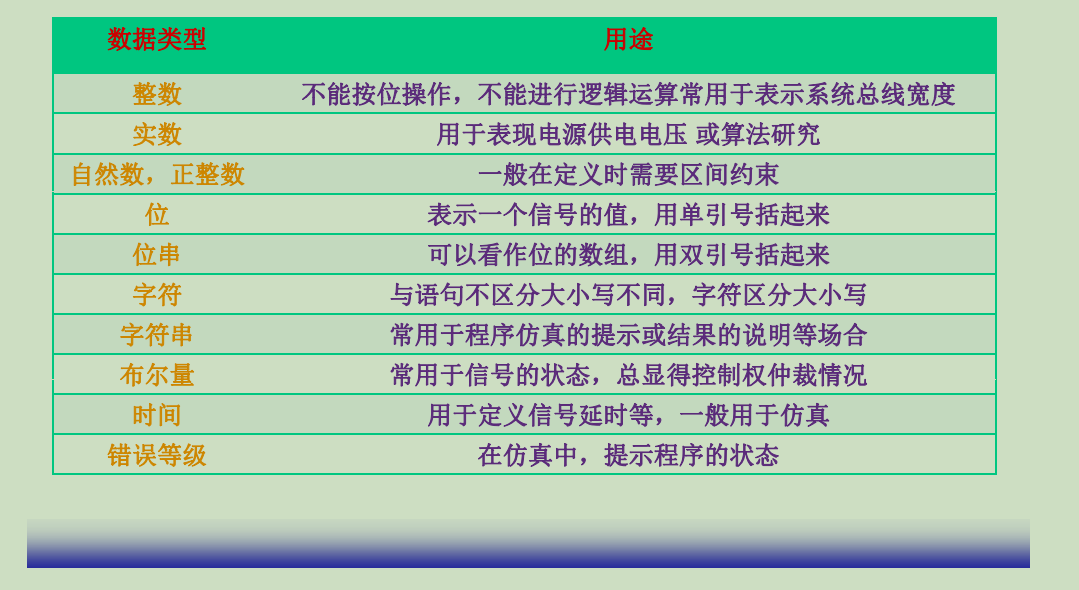 数据类型 用途
整数 不能按位操作，不能进行逻辑运算常用于表示系统总线宽度
实数 用于表现电源供电电压 或算法研究
自然数，正整数 一般在定义时需要区间约束
位 表示一个信号的值，用单引号括起来
位串 可以看作位的数组，用双引号括起来
字符 与语句不区分大小写不同，字符区分大小写
字符串 常用于程序仿真的提示或结果的说明等场合
布尔量 常用于信号的状态，总显得控制权仲裁情况
时间 用于定义信号延时等，一般用于仿真
错误等级 在仿真中，提示程序的状态